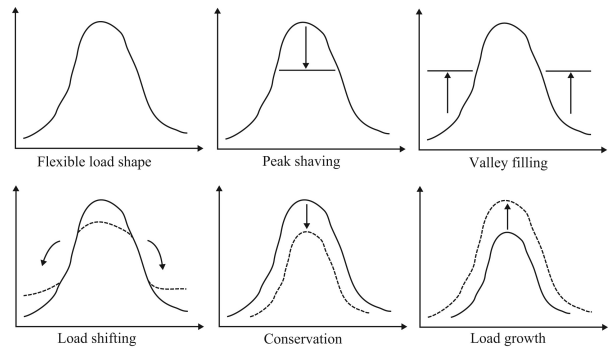 Flexible load shape
Peak shaving
Valley filling
Load shifting
Conservation
Load growth